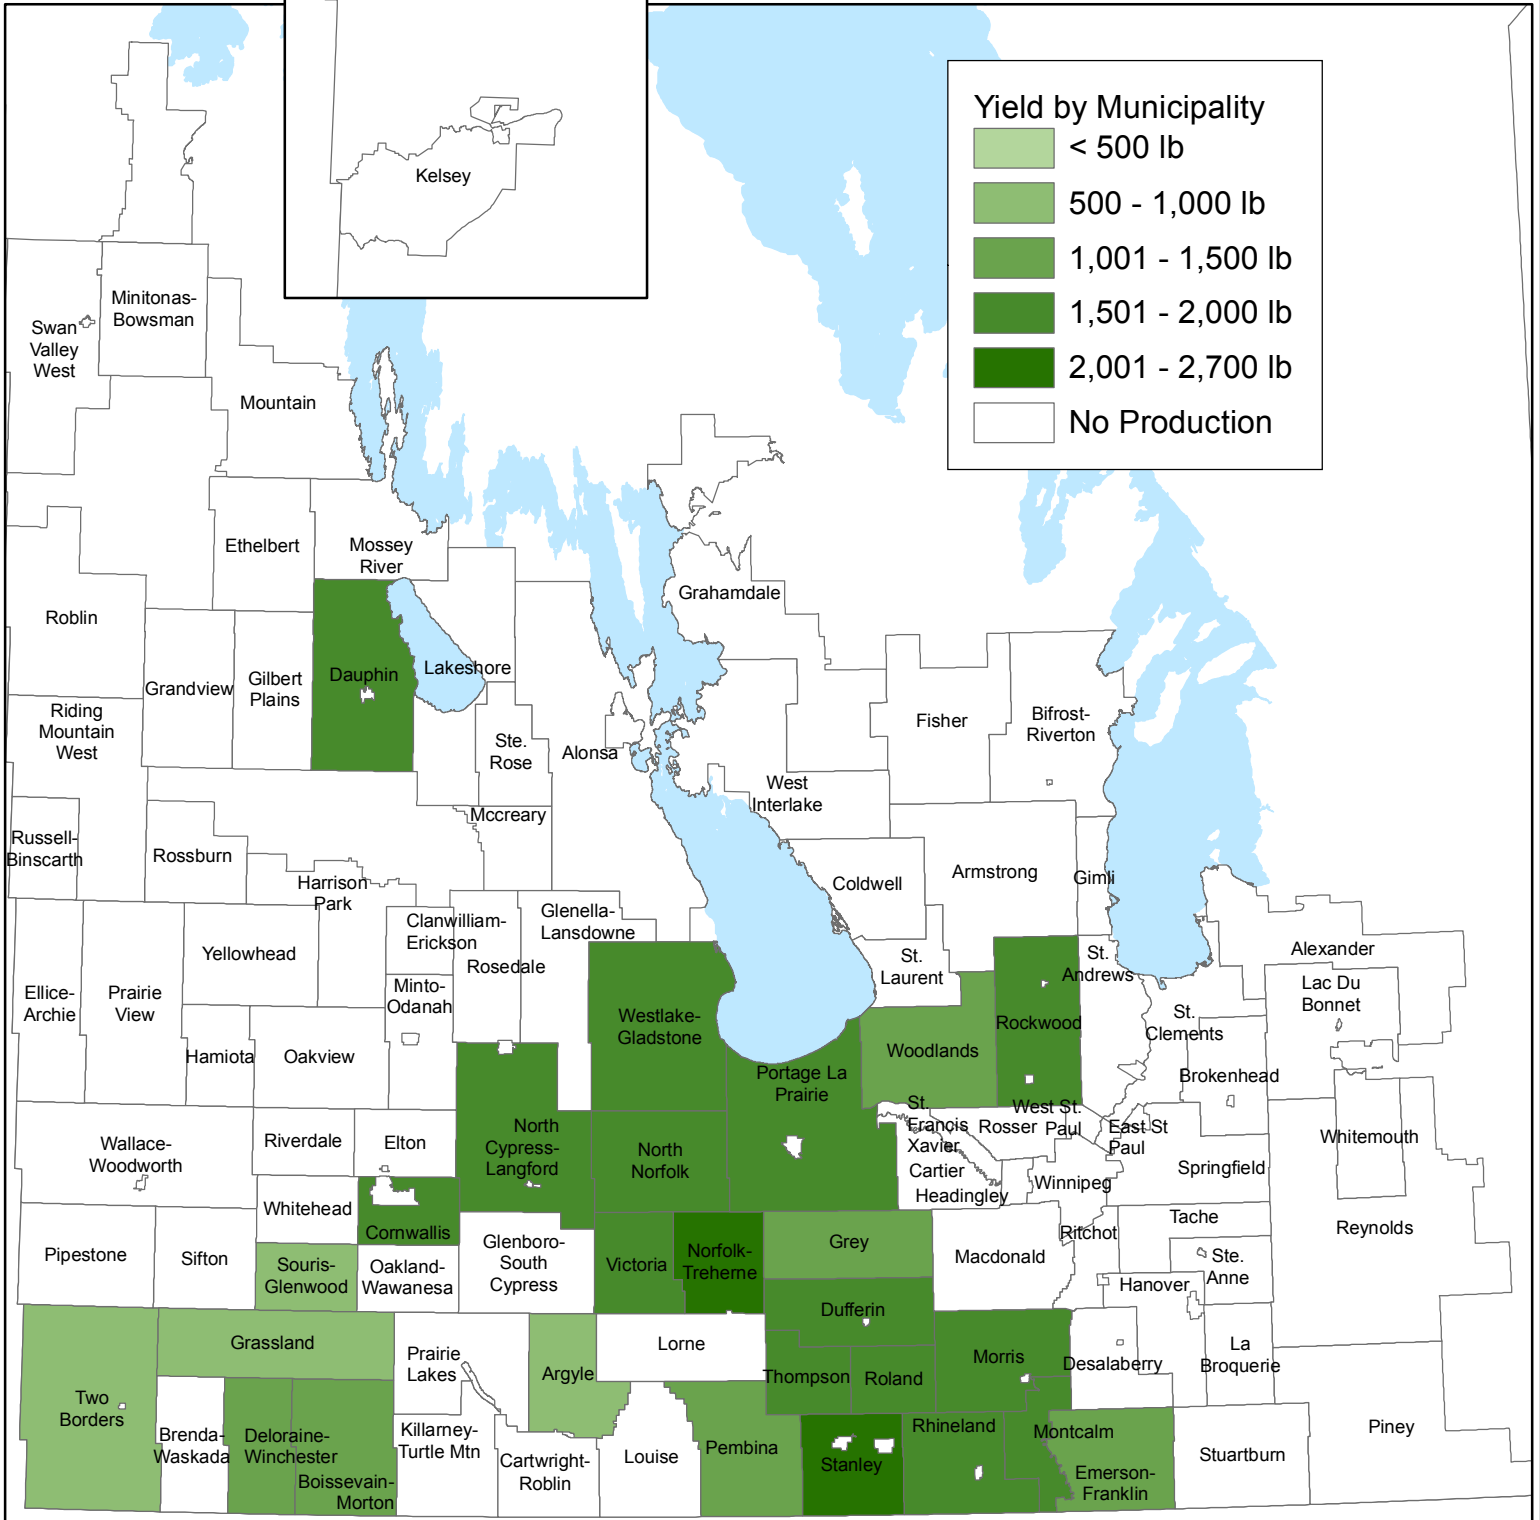 Kelsey
Yield by Municipality
< 500 lb
500 - 1,000 lb
1,001 - 1,500 lb
1,501 - 2,000 lb
2,001 - 2,700 lb
No Production
Swan
Valley
West
Minitonas-
Bowsman
Mountain
Ethelbert
Mossey
River
Roblin
Grandview
Gilbert
Plains
Dauphin
Lakeshore
Grahamdale
Riding
Mountain
West
Ste.
Rose
Alonsa
Fisher
Bifrost-
Riverton
West
Interlake
Russell-
Binscarth
Rossburn
Mccreary
Harrison
Park
Coldwell
Armstrong
Gimli
Yellowhead
Clanwilliam-
Erickson
Rosedale
Glenella-
Lansdowne
St.
Laurent
St.
Andrews
Alexander
Ellice-
Archie
Prairie
View
Minto-
Odanah
Westlake-
Gladstone
Rockwood
St.
Clements
Lac Du
Bonnet
Hamiota
Oakview
Woodlands
Portage La
Prairie
Brokenhead
Wallace-
Woodworth
Riverdale
Elton
North
Cypress-
Langford
North
Norfolk
St.
Francis
Xavier
Rosser
West St.
Paul
East St
Paul
Whitemouth
Cartier
Headingley
Winnipeg
Springfield
Whitehead
Cornwallis
Pipestone
Sifton
Souris-
Glenwood
Oakland-
Wawanesa
Glenboro-
South
Cypress
Victoria
Norfolk-
Treherne
Grey
Macdonald
Ritchot
Tache
Ste.
Anne
Hanover
Reynolds
Dufferin
Grassland
Prairie
Lakes
Argyle
Lorne
Thompson
Roland
Morris
Desalaberry
La
Broquerie
Two
Borders
Brenda-
Waskada
Deloraine-
Winchester
Boissevain-
Morton
Killarney-
Turtle Mtn
Cartwright-
Roblin
Louise
Pembina
Stanley
Rhineland
Montcalm
Emerson-
Franklin
Stuartburn
Piney